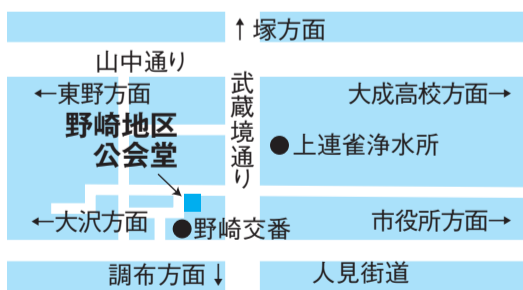 ↑塚方面
山中通り
←東野方面
武蔵境通り
大成高校方面→
野崎地区
公会堂
●上連雀浄水所
←大沢方面
●野崎交番
市役所方面→
調布方面↓
人見街道